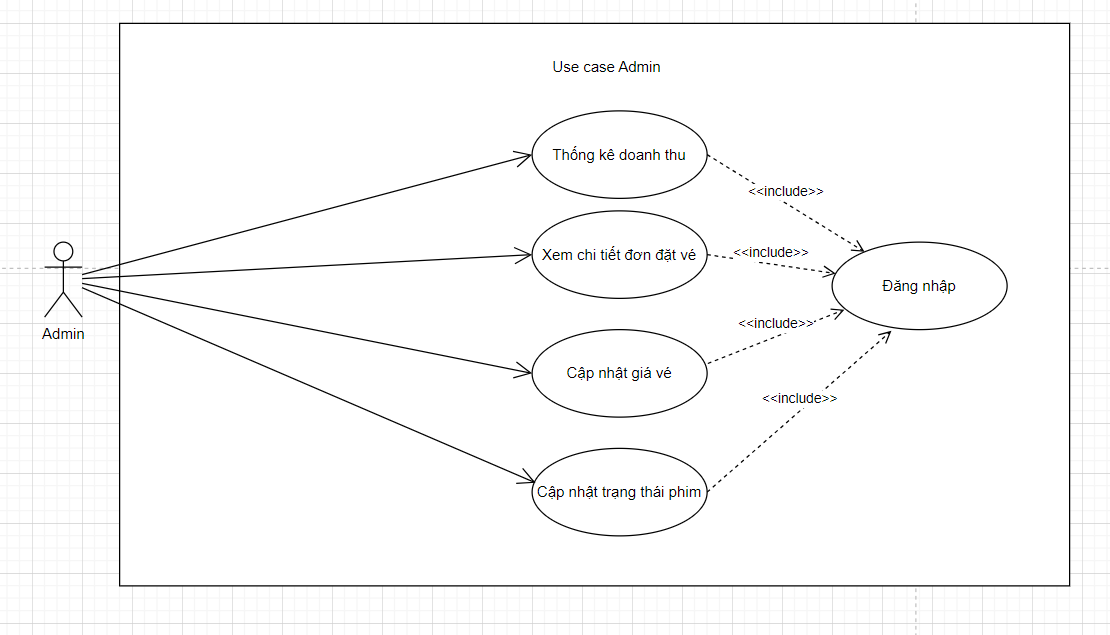 Use case Admin
Thống kê doanh thu
<<include>>
Xem chi tiết đơn đặt vé
<<include>>
Đăng nhập
Admin
<<include>>
Cập nhật giá vé
<<include>>
Cập nhật trạng thái phim